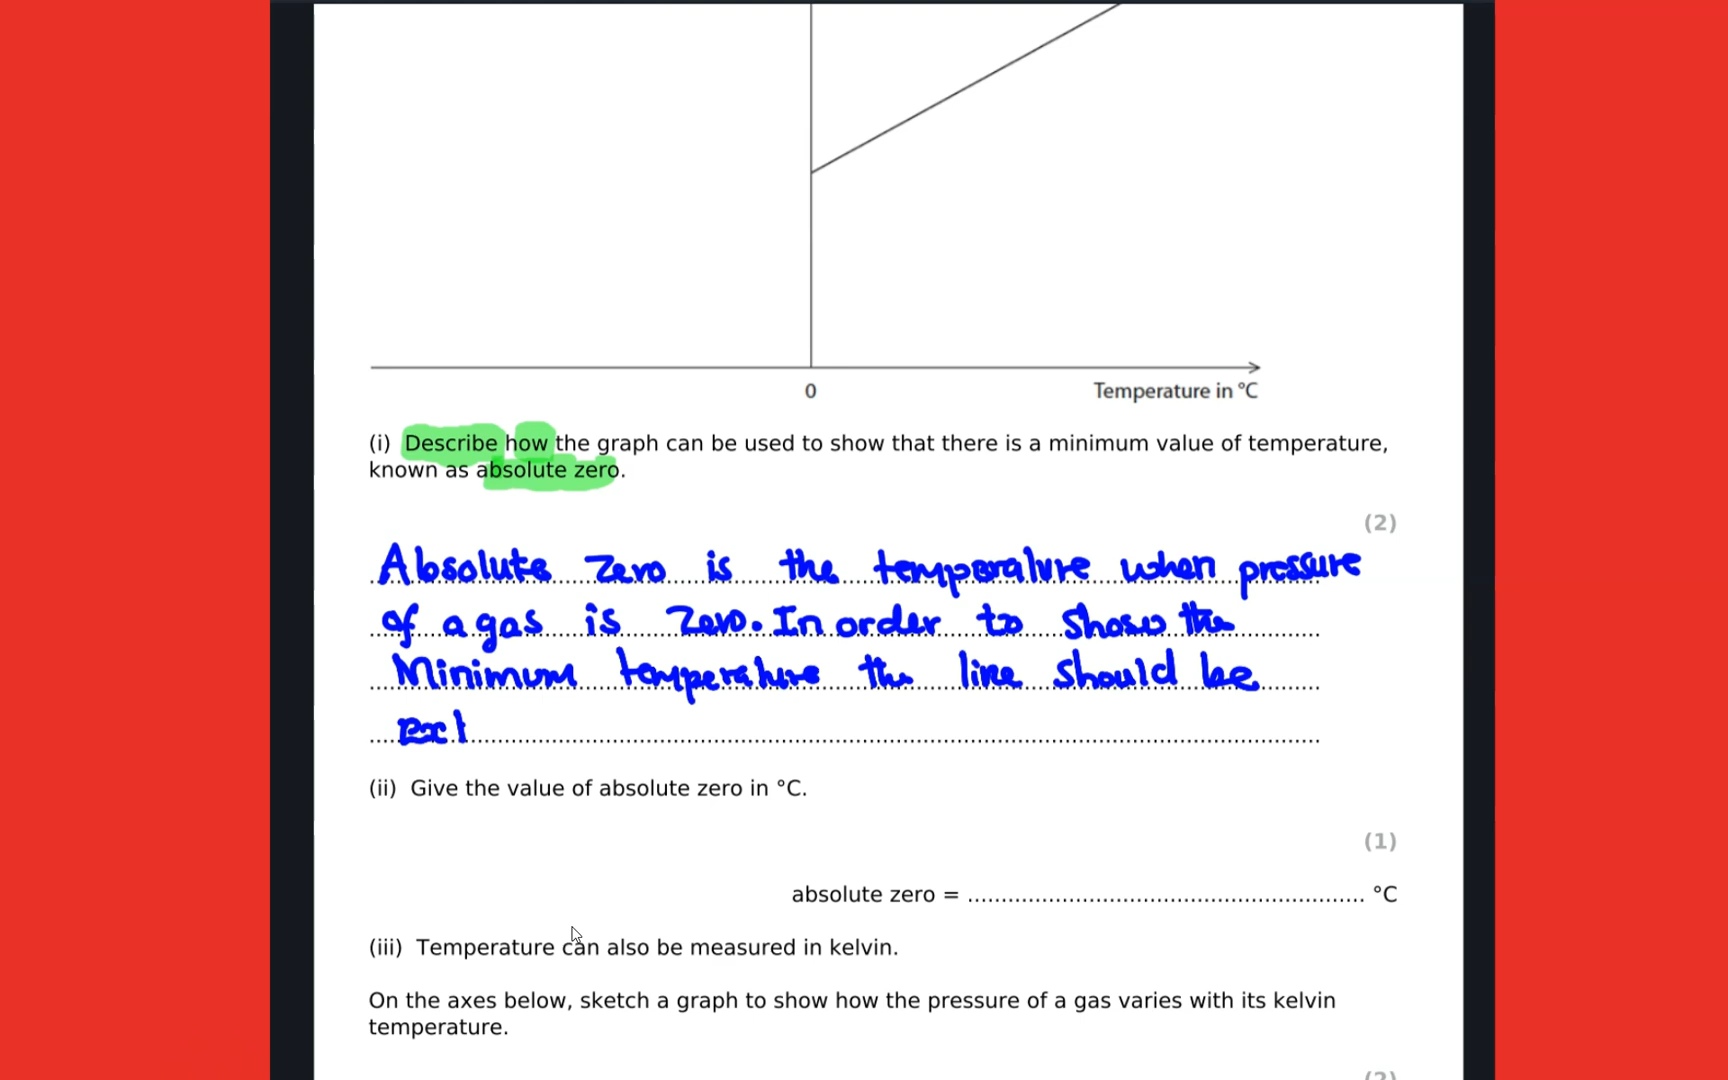 0
Temperature in °C
(i) Describe how the graph can be used to show that there is a minimum value of temperature,
known as absolute zero.
(2)
Absolute Zero is the temperature when pressure
of a gas is Zero. In order to show the
Minimum temperature the line should be
ext
(ii) Give the value of absolute zero in °C.
(1)
absolute zero = ........................................................... °C
(iii) Temperature can also be measured in kelvin.
On the axes below, sketch a graph to show how the pressure of a gas varies with its kelvin
temperature.